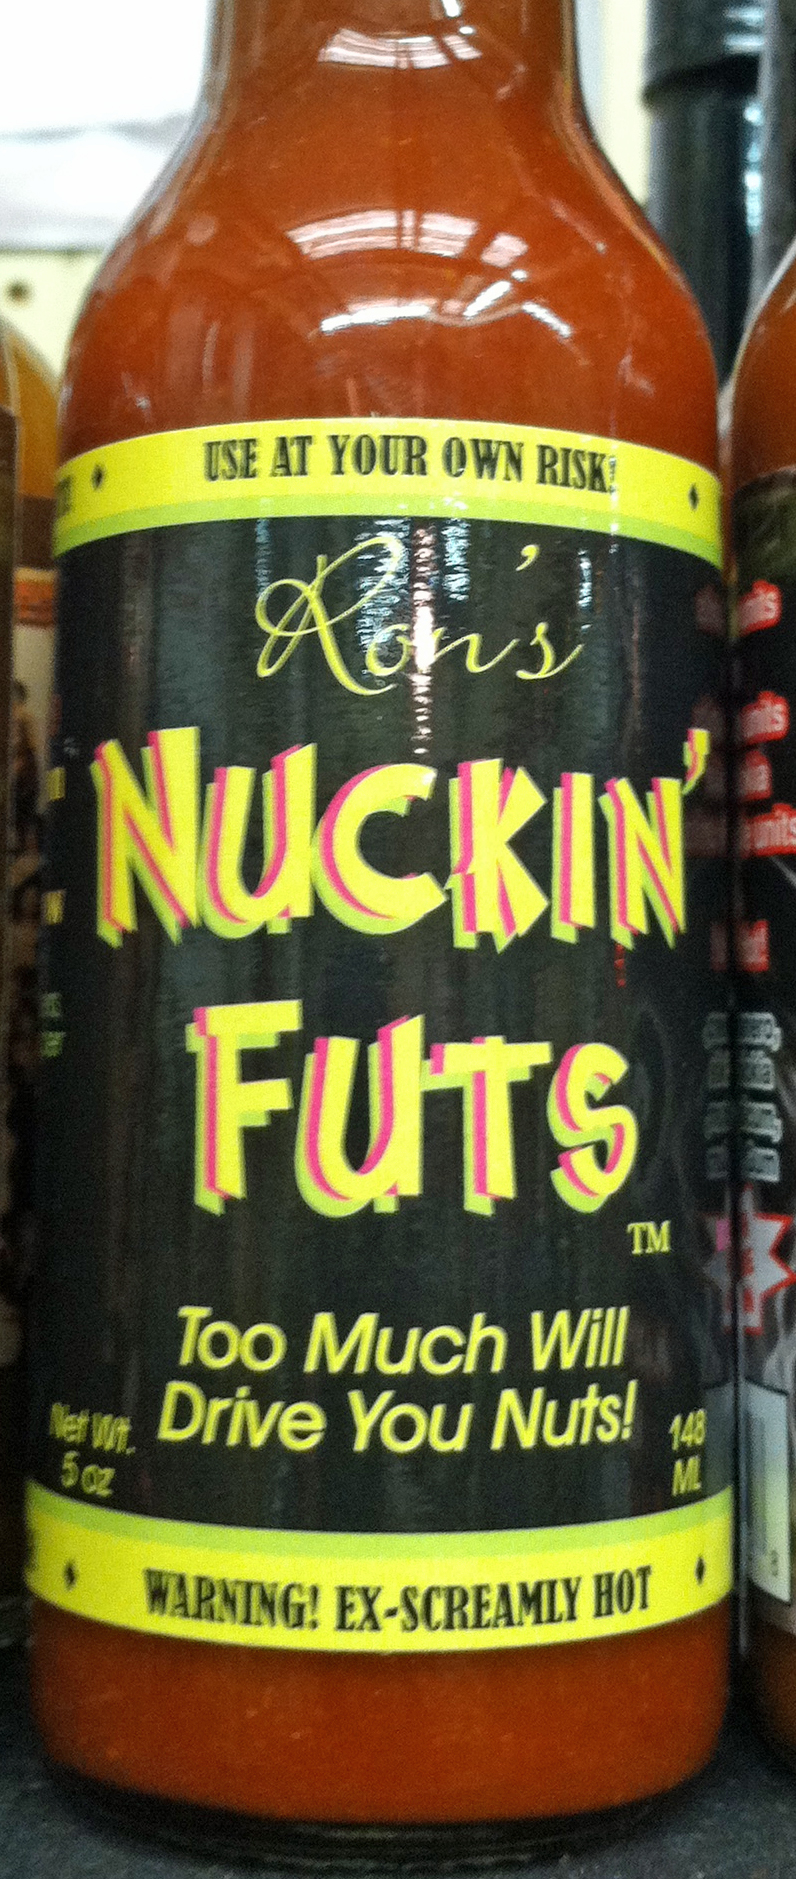 USE AT YOUR OWN RISK!
Ron's
NUCKIN'
FUTS
TM
Too Much Will
Drive You Nuts!
Net Wt.
5 oz
148
ML
WARNING! EX-SCREAMLY HOT